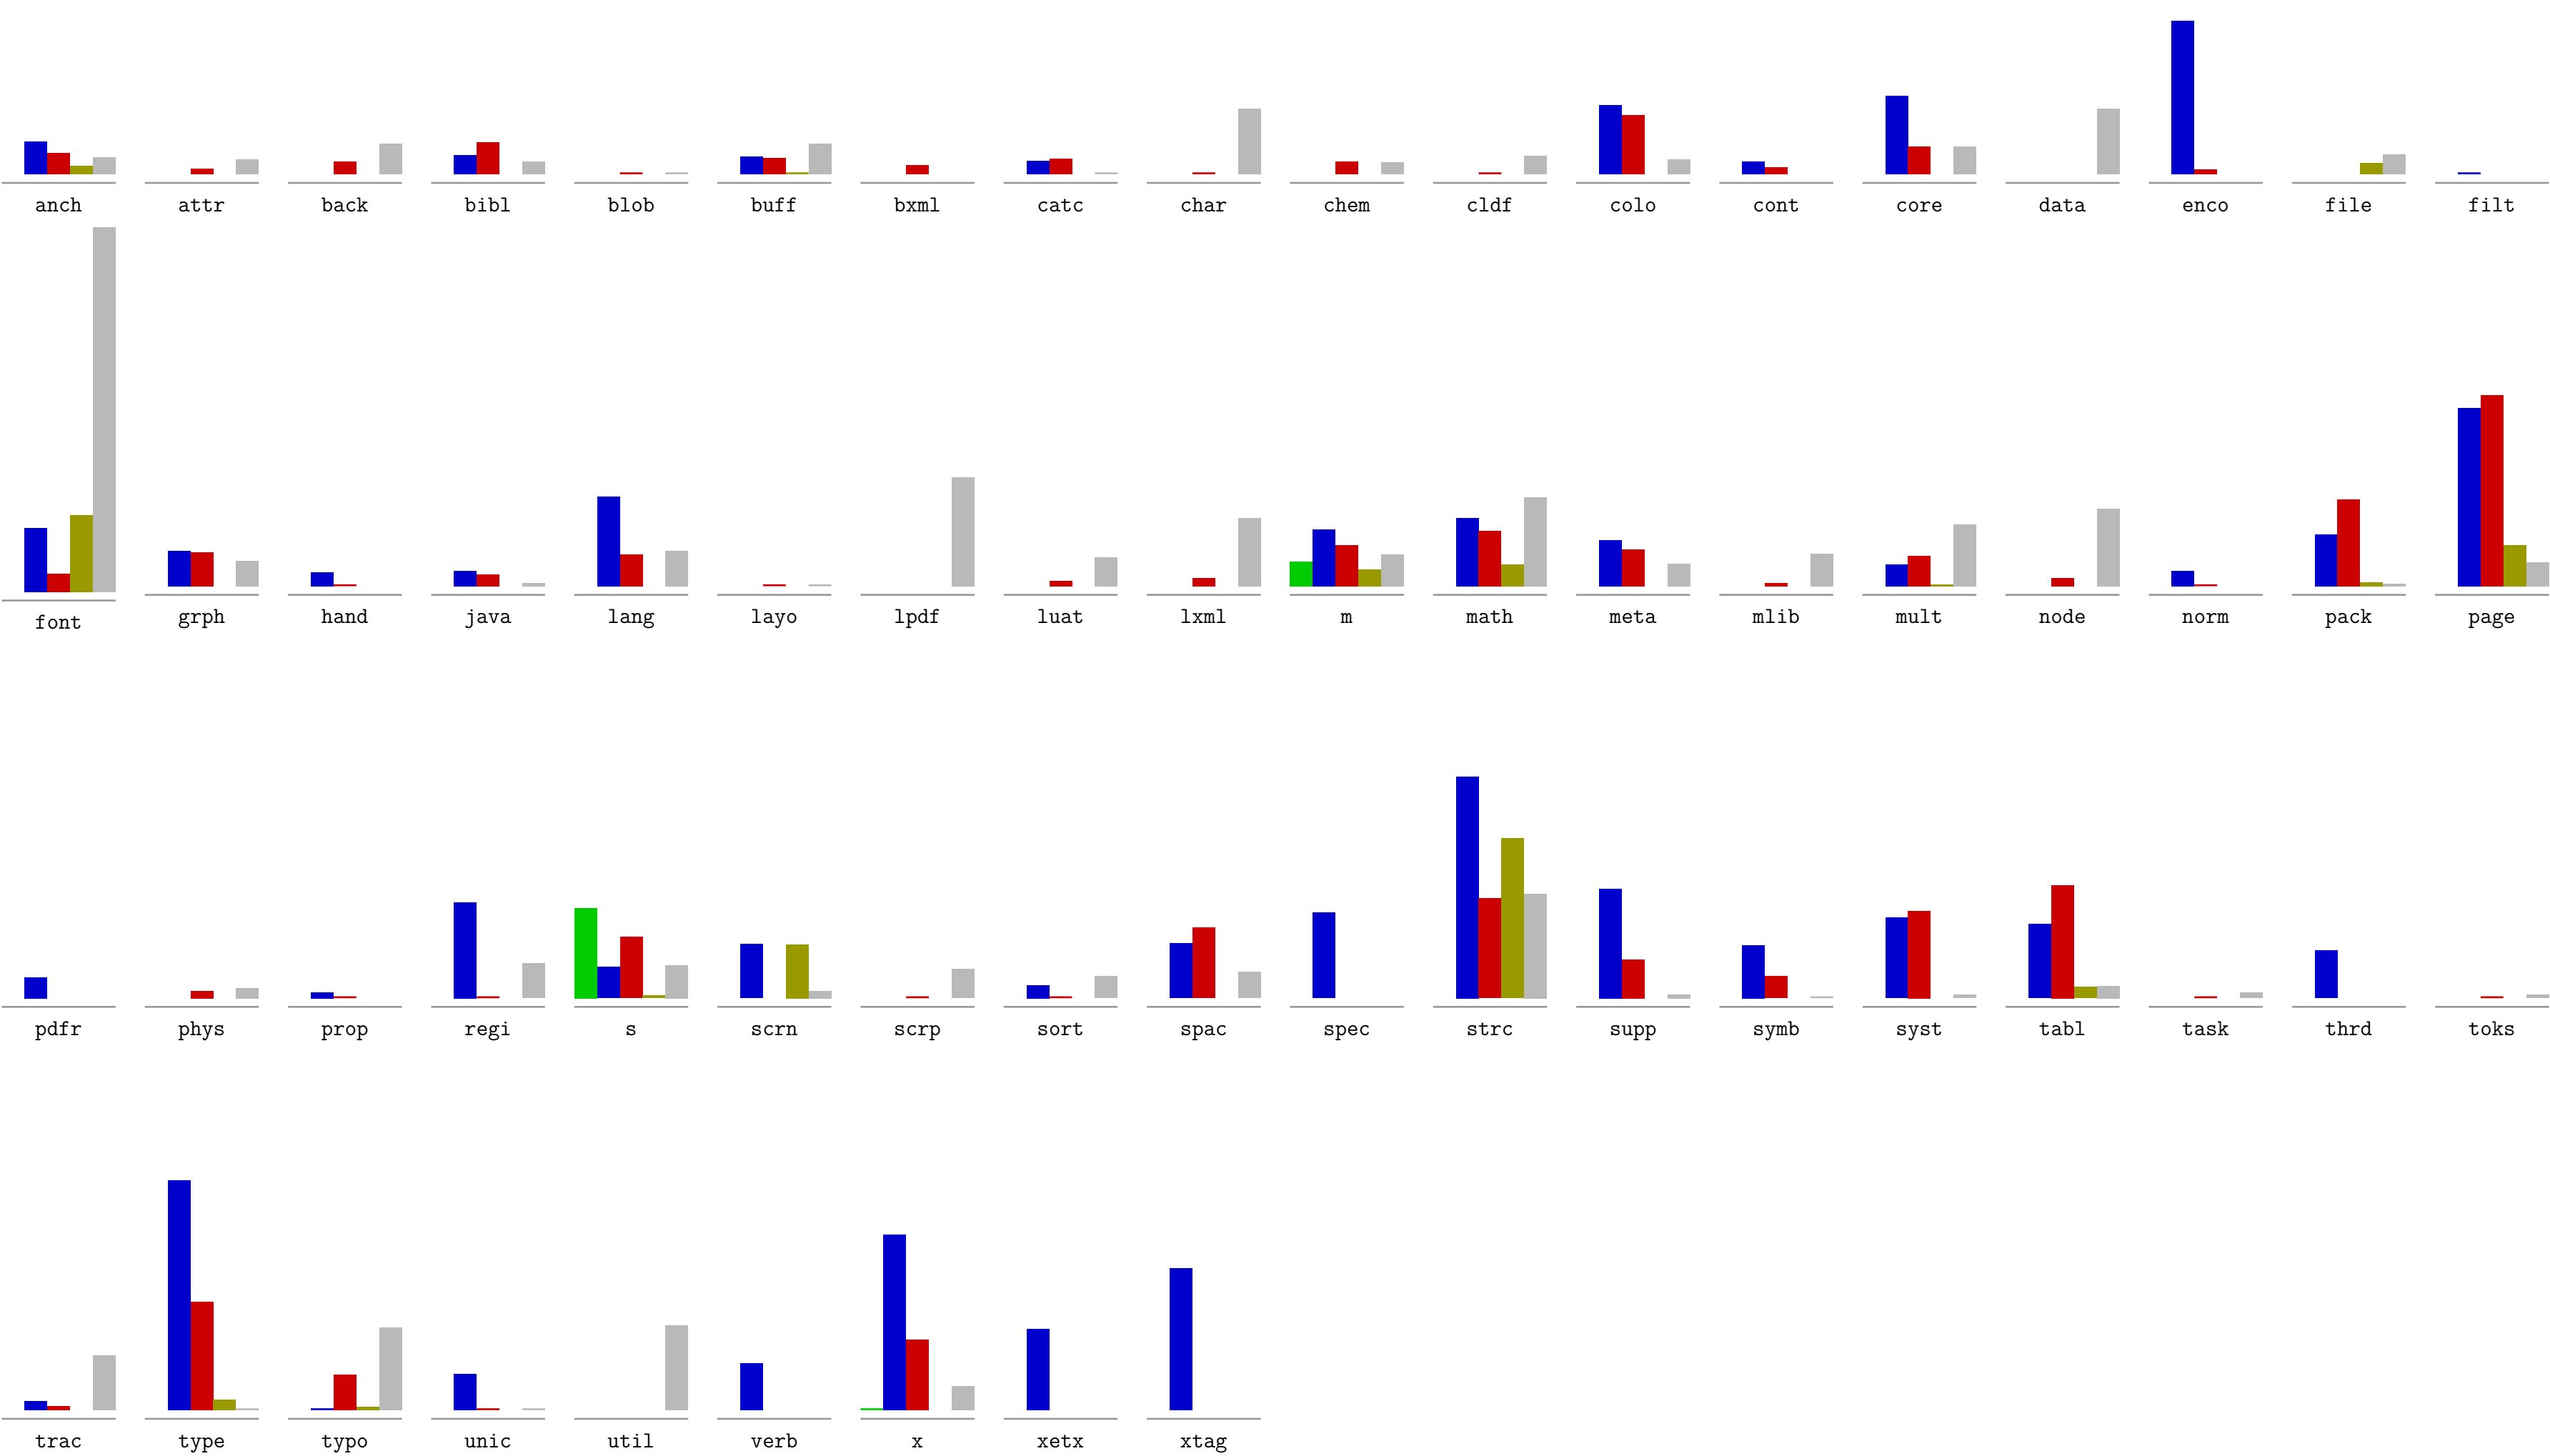 anch attr back bibl blob buff bxml catc char chem cldf colo cont core data enco file filt
font grph hand java lang layo lpdf luat lxml m math meta mlib mult node norm pack page
pdfr phys prop regi s scrn scrp sort spac spec strc supp symb syst tabl task thrd toks
trac type typo unic util verb x xetx xtag